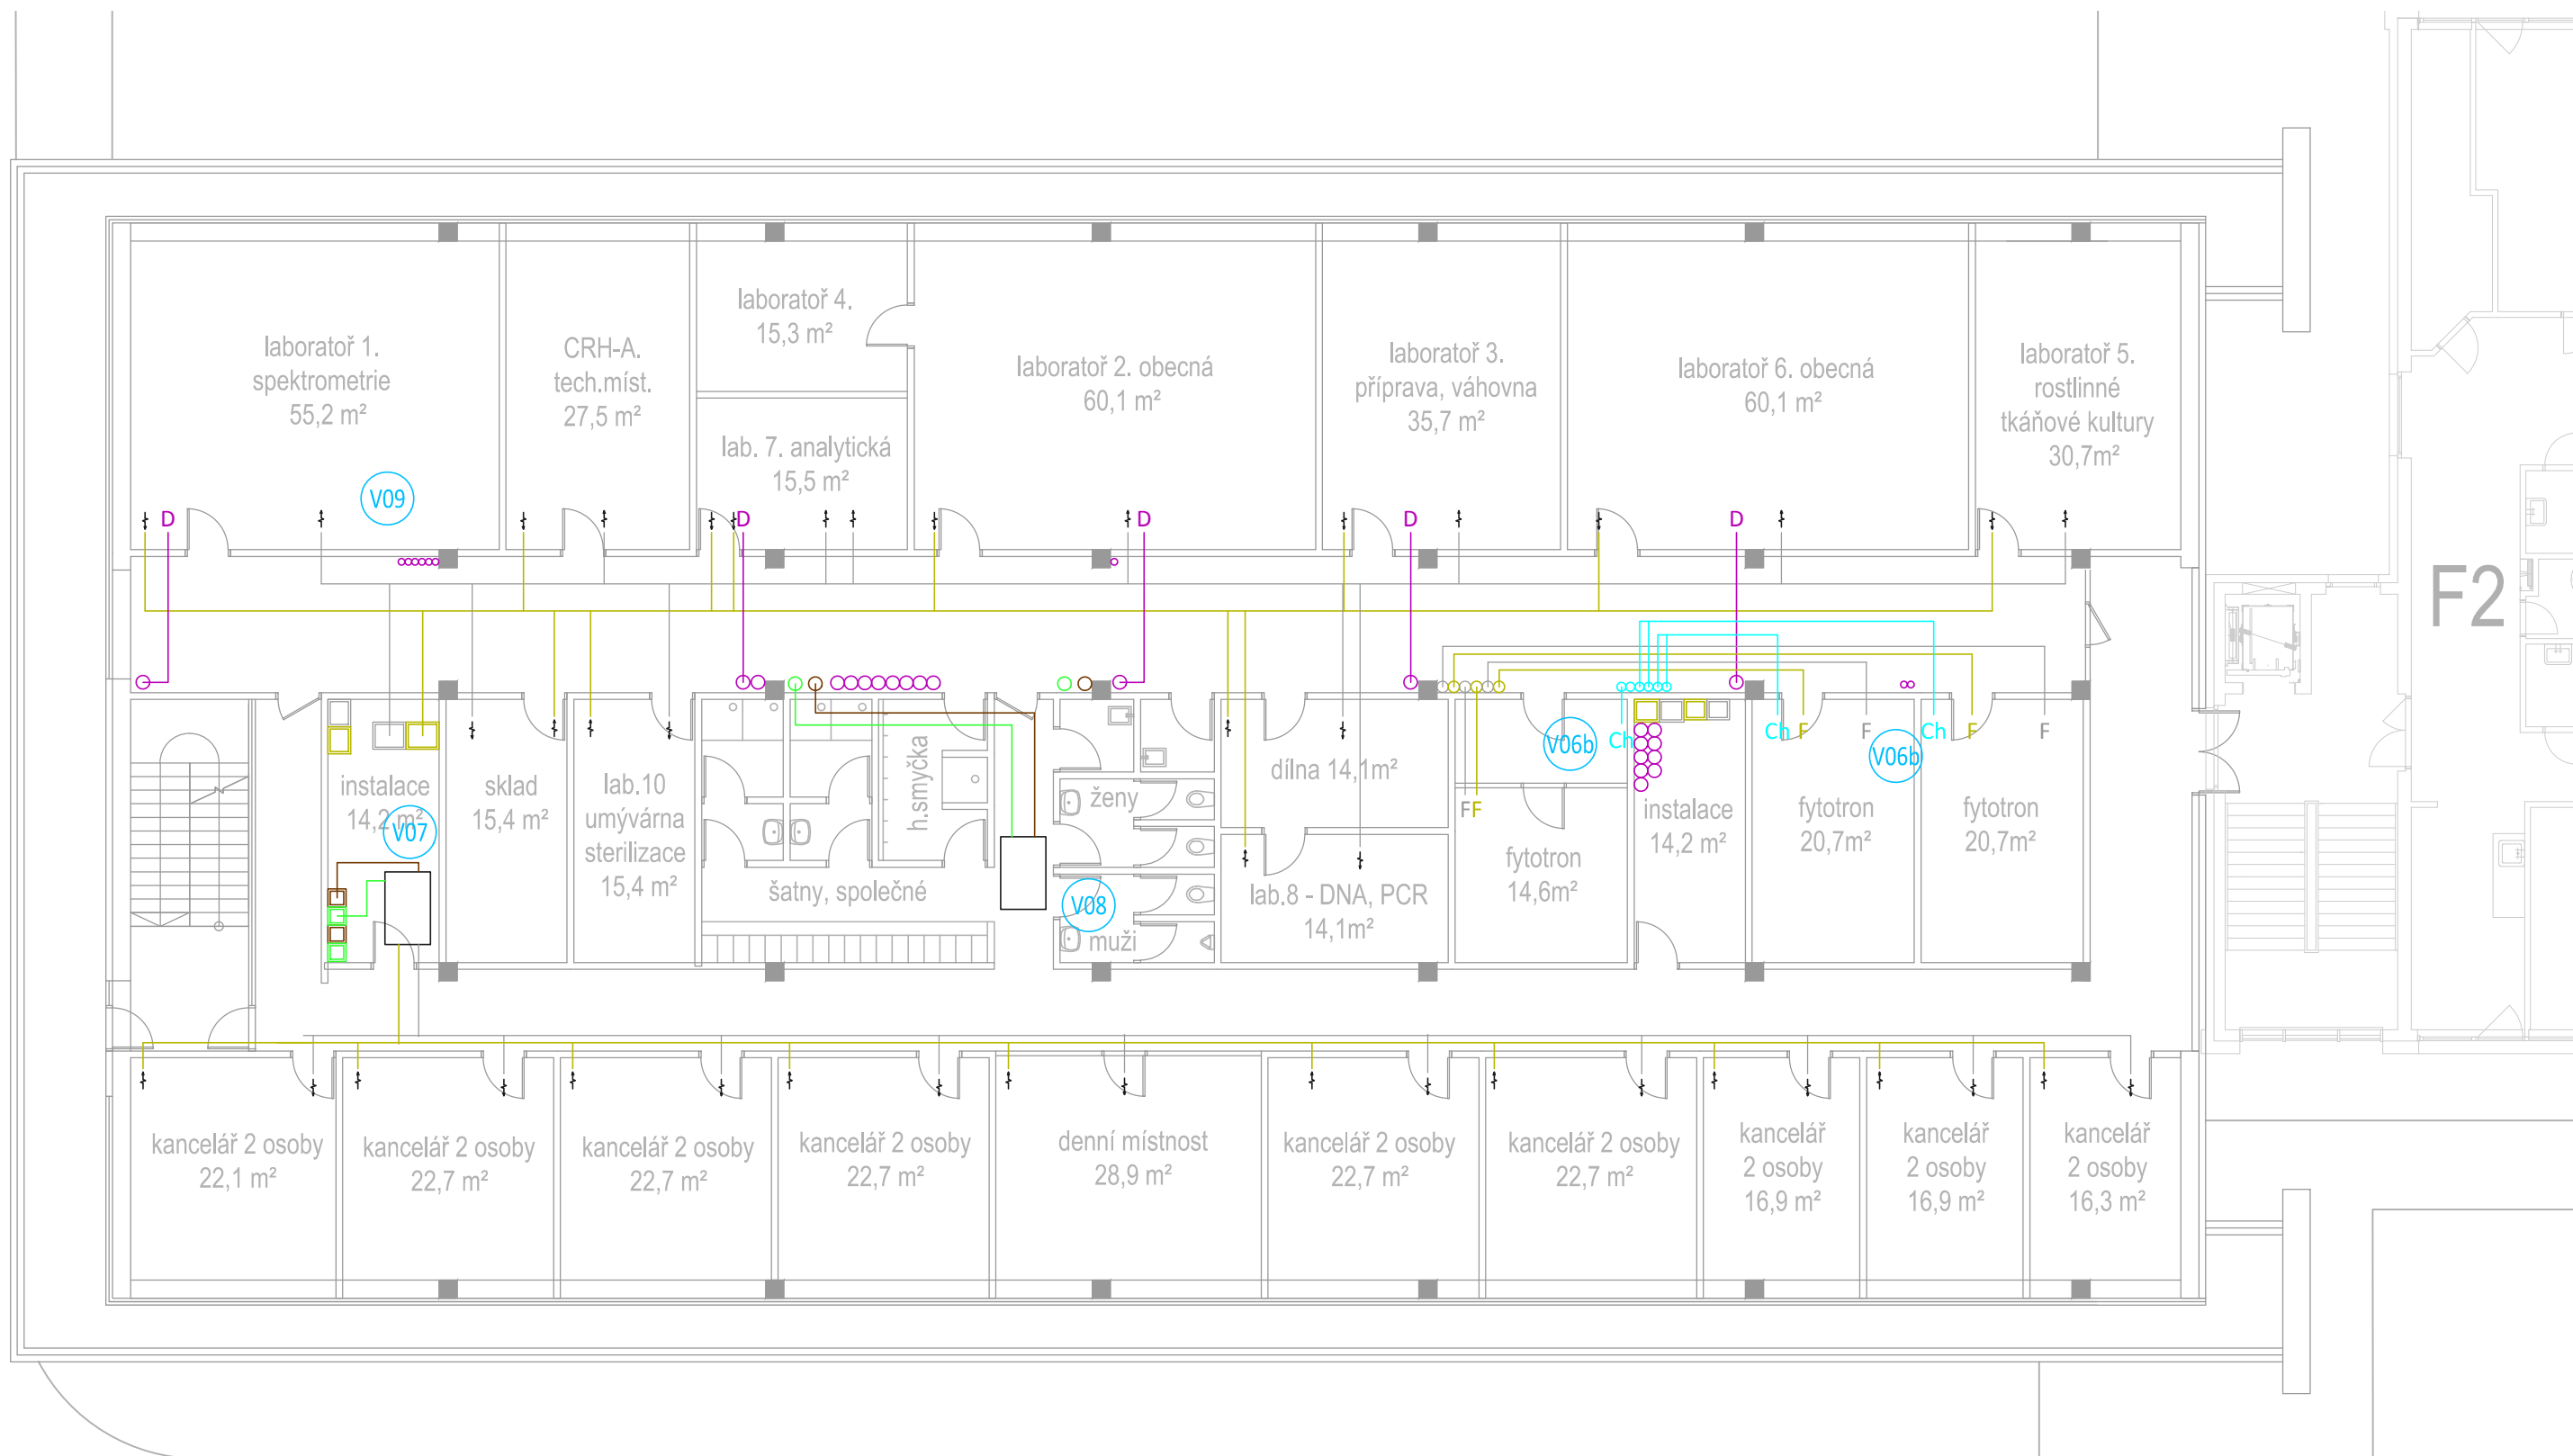 laboratoř 1.
spektrometrie
55,2 m²
CRH-A.
tech.míst.
27,5 m²
laboratoř 4.
15,3 m²
lab. 7. analytická
15,5 m²
laboratoř 2. obecná
60,1 m²
laboratoř 3.
příprava, váhovna
35,7 m²
laboratoř 6. obecná
60,1 m²
laboratoř 5.
rostlinné
tkáňové kultury
30,7m²
V09
D
D
D
D
D
F2
instalace
14,2 m²
V07
sklad
15,4 m²
lab.10
umývárna
sterilizace
15,4 m²
h.smyčka
šatny, společné
ženy
V08
muži
dílna 14,1m²
lab.8 - DNA, PCR
14,1m²
V06b
Ch
F F
fytotron
14,6m²
instalace
14,2 m²
Ch F
F
V06b
fytotron
20,7m²
Ch
F
F
fytotron
20,7m²
kancelář 2 osoby
22,1 m²
kancelář 2 osoby
22,7 m²
kancelář 2 osoby
22,7 m²
kancelář 2 osoby
22,7 m²
denní místnost
28,9 m²
kancelář 2 osoby
22,7 m²
kancelář 2 osoby
22,7 m²
kancelář
2 osoby
16,9 m²
kancelář
2 osoby
16,9 m²
kancelář
2 osoby
16,3 m²